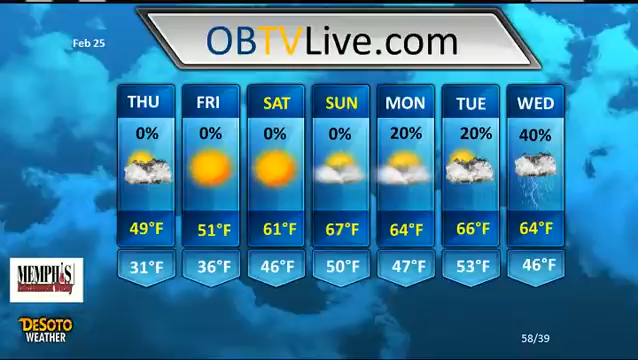 Feb 25
OBTVLive.com
THU FRI SAT SUN MON TUE WED
0% 0% 0% 0% 20% 20% 40%
49°F 51°F 61°F 67°F 64°F 66°F 64°F
31°F 36°F 46°F 50°F 47°F 53°F 46°F
MEMPHIS
DESOTO
WEATHER
58/39